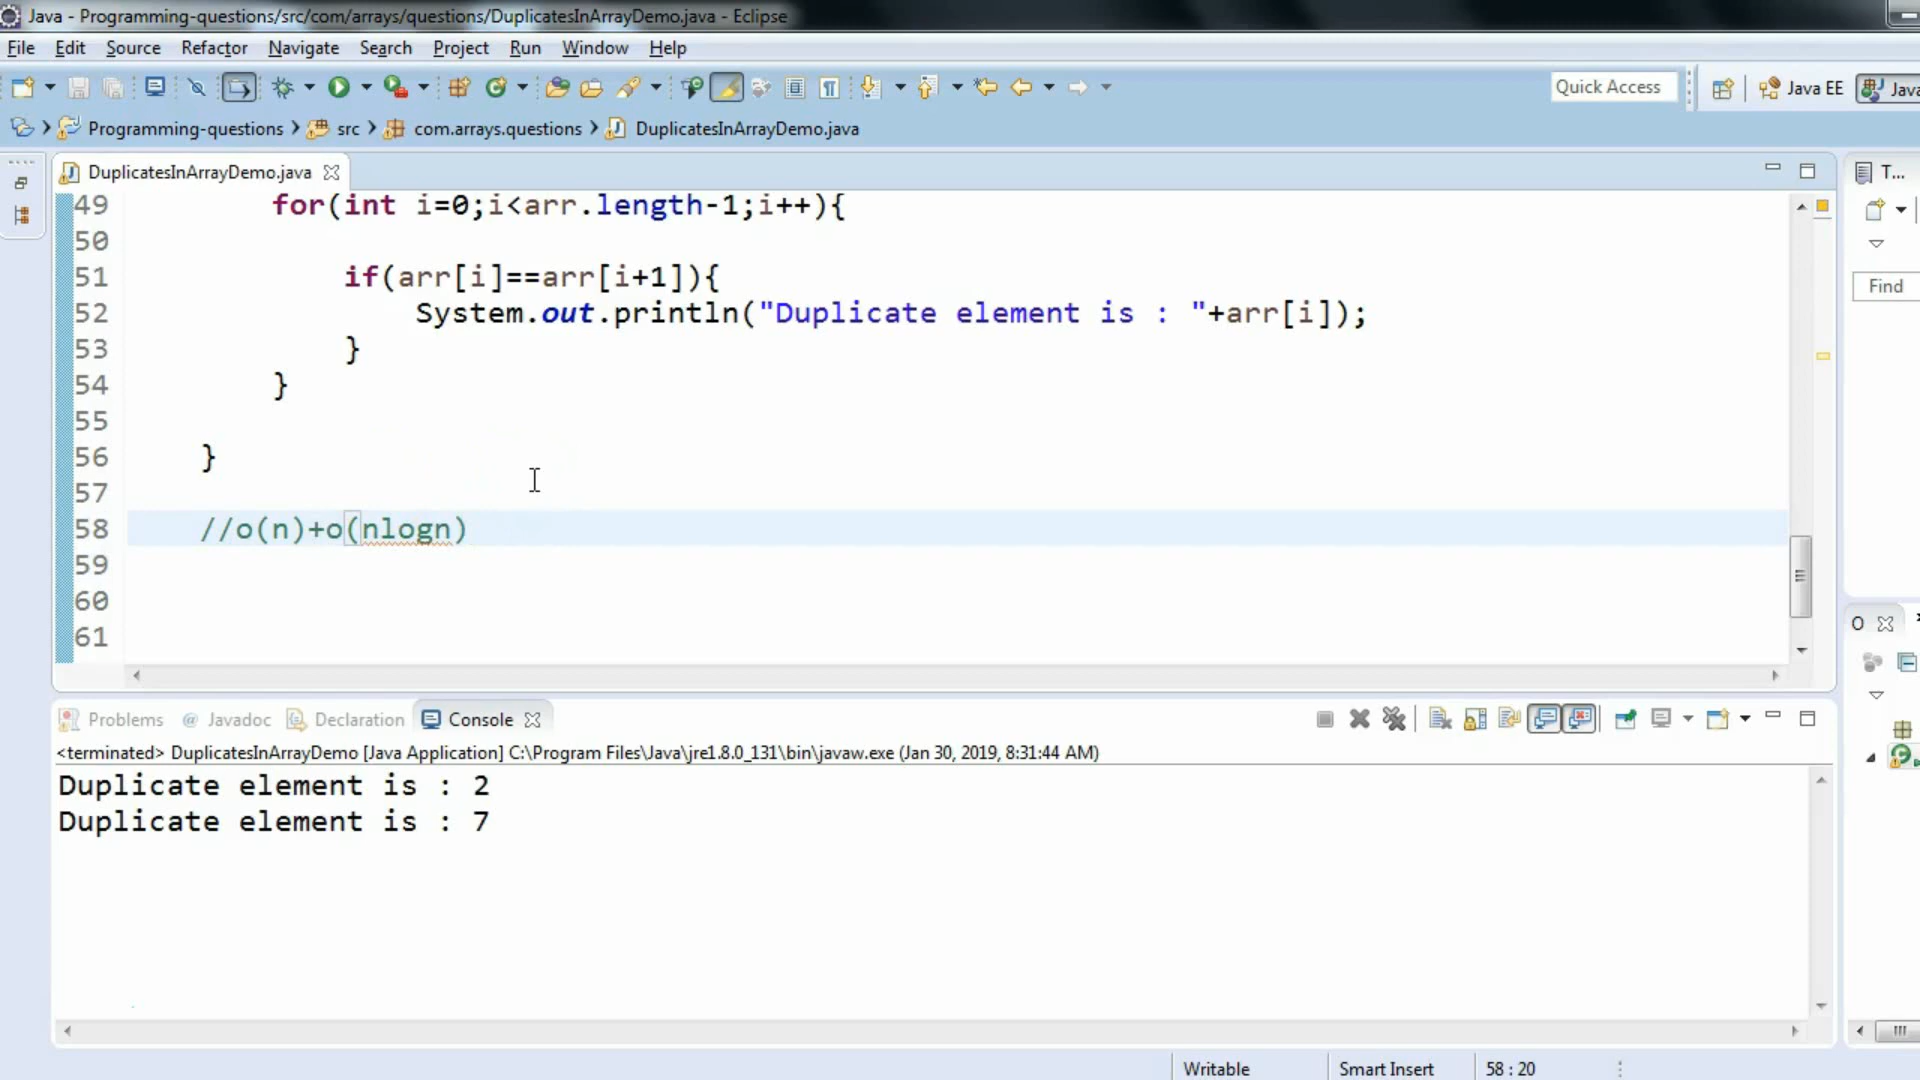 Java - Programming-questions/src/com/arrays/questions/DuplicatesInArrayDemo.java - Eclipse
File Edit Source Refactor Navigate Search Project Run Window Help
Quick Access
Java EE
Java
Programming-questions
src
com.arrays.questions
DuplicatesInArrayDemo.java
DuplicatesInArrayDemo.java
T...
49 for(int i=0;i<arr.length-1;i++){
50
51 if(arr[i]==arr[i+1]){
52 System.out.println("Duplicate element is : "+arr[i]);
53 }
54 }
55
56 }
57
58 //o(n)+o(nlogn)
59
60
61
Find
O
Problems @ Javadoc Declaration Console
<terminated> DuplicatesInArrayDemo [Java Application] C:\Program Files\Java\jre1.8.0_131\bin\javaw.exe (Jan 30, 2019, 8:31:44 AM)
Duplicate element is : 2
Duplicate element is : 7
Writable Smart Insert 58 : 20